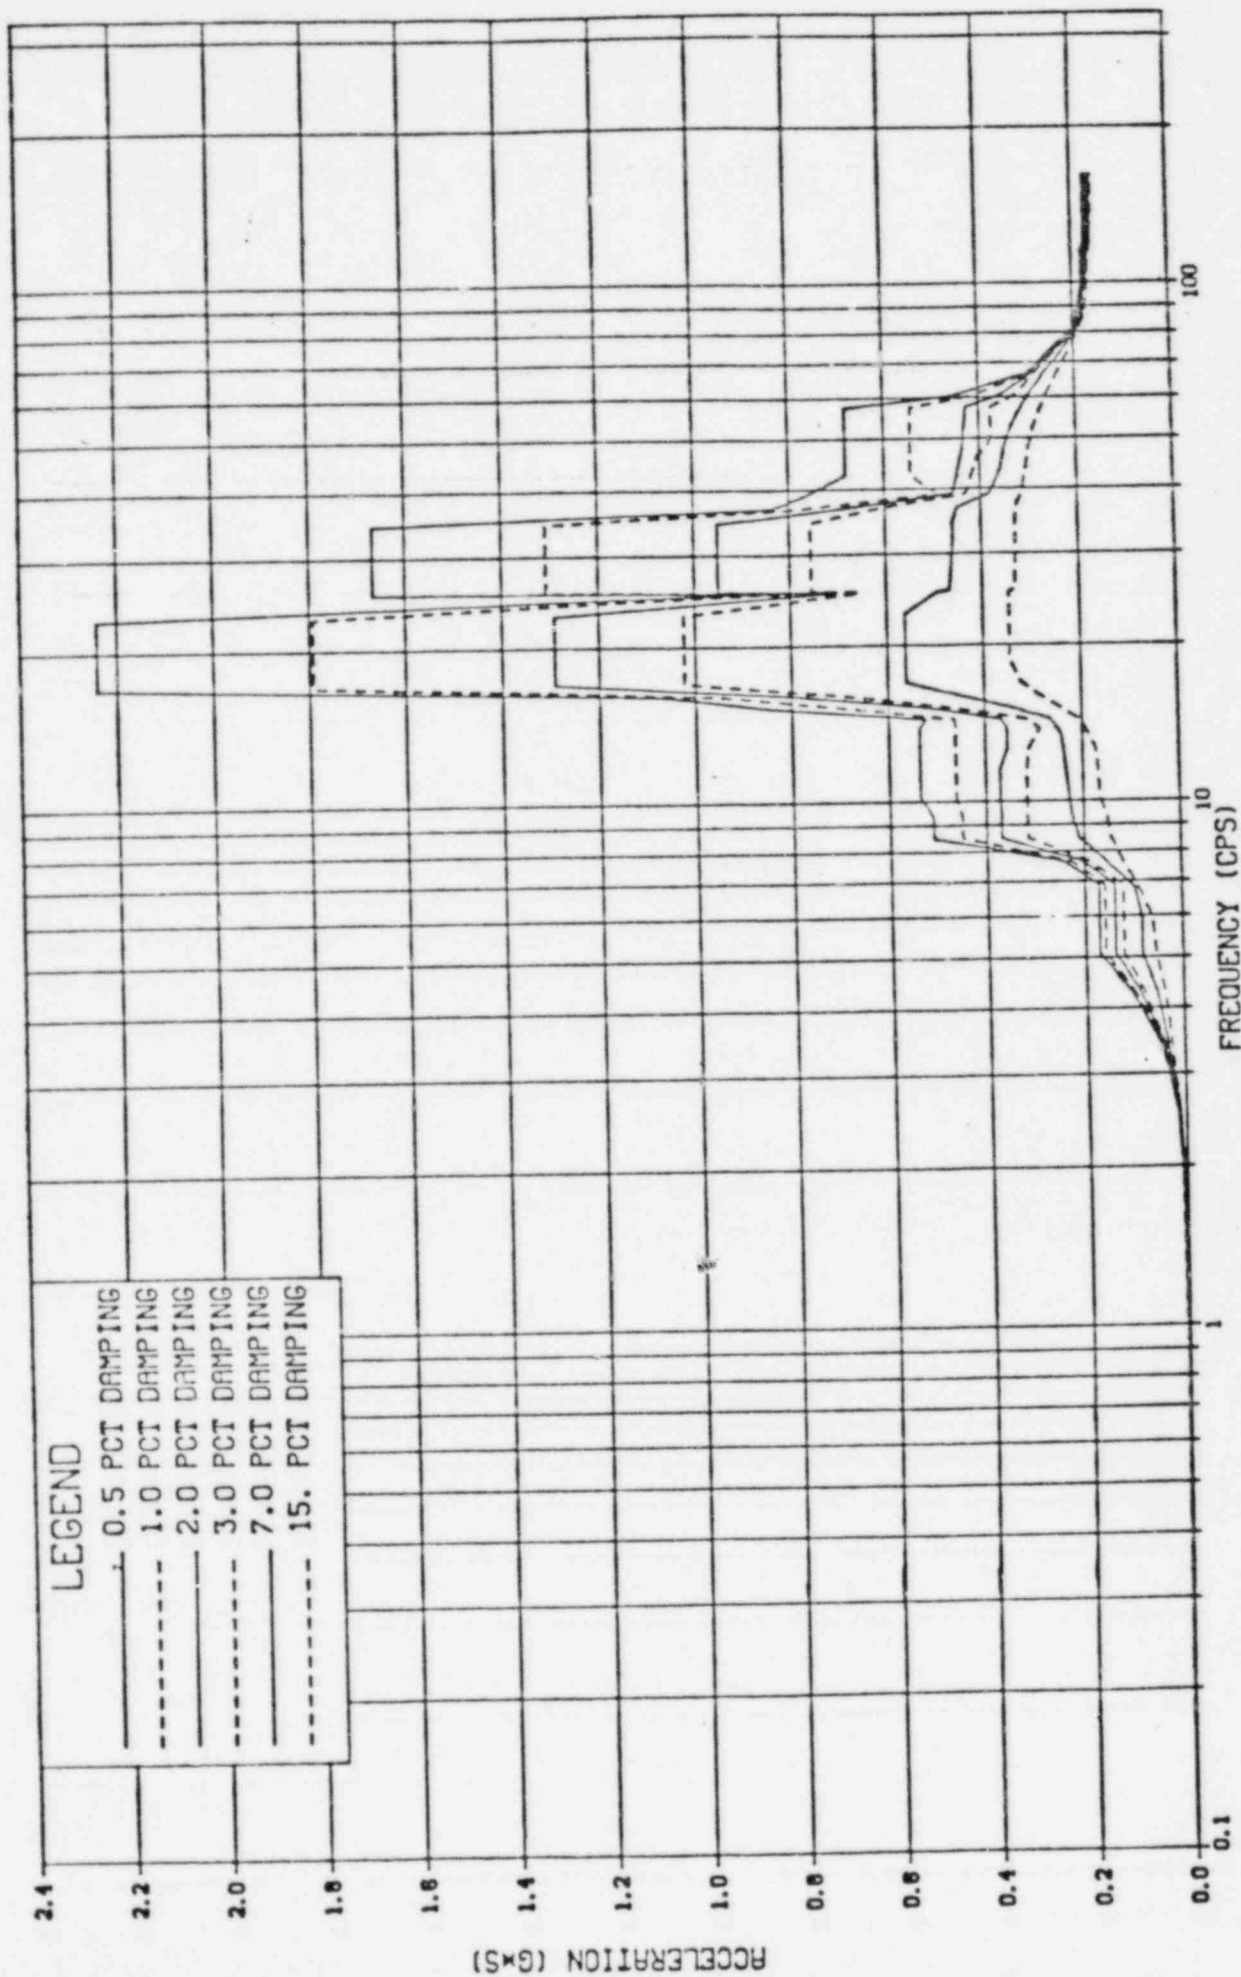 LEGEND
0.5 PCT DAMPING
1.0 PCT DAMPING
2.0 PCT DAMPING
3.0 PCT DAMPING
7.0 PCT DAMPING
15. PCT DAMPING
ACCELERATION (G*S)
2.4
2.2
2.0
1.8
1.6
1.4
1.2
1.0
0.8
0.6
0.4
0.2
0.0
0.1
1
10
100
FREQUENCY (CPS)